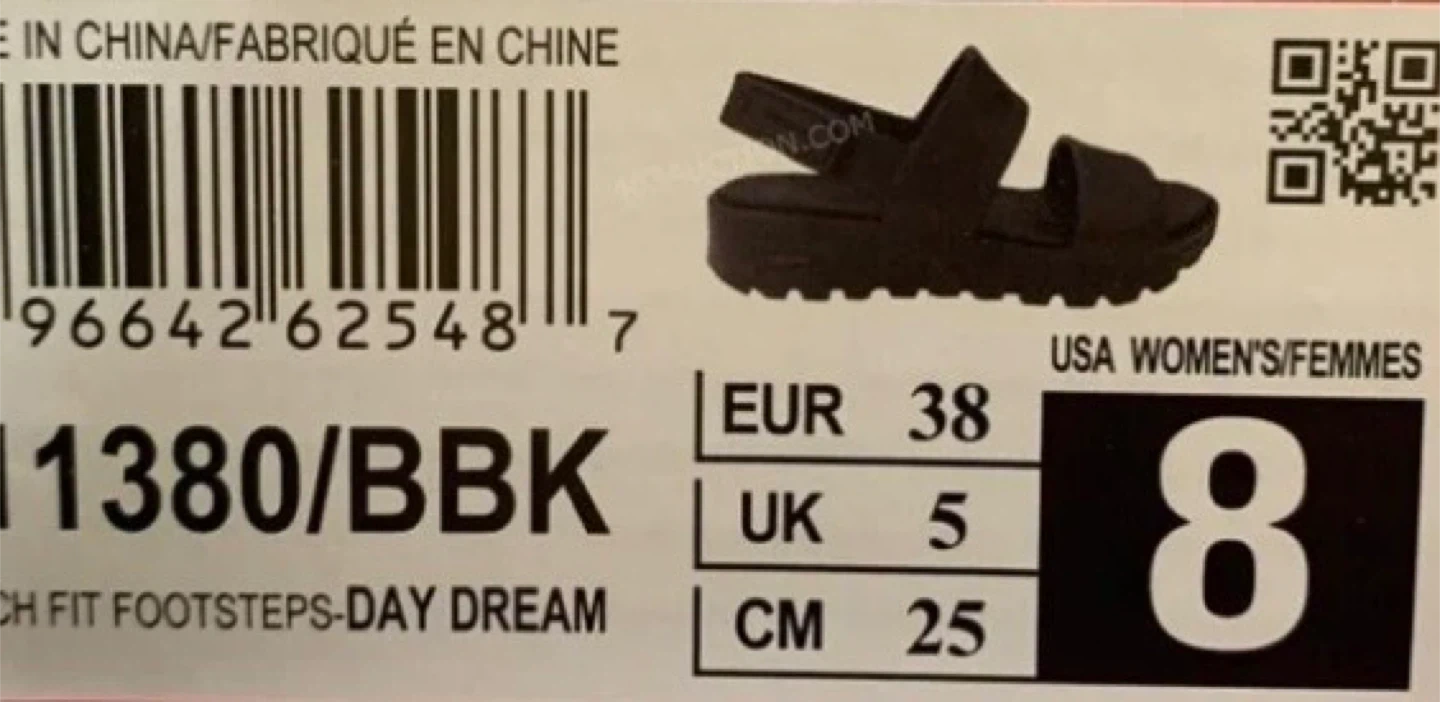 E IN CHINA/FABRIQUÉ EN CHINE
96642 62548 7
11380/BBK
CH FIT FOOTSTEPS-DAY DREAM
USA WOMEN'S/FEMMES
8
EUR 38
UK 5
CM 25